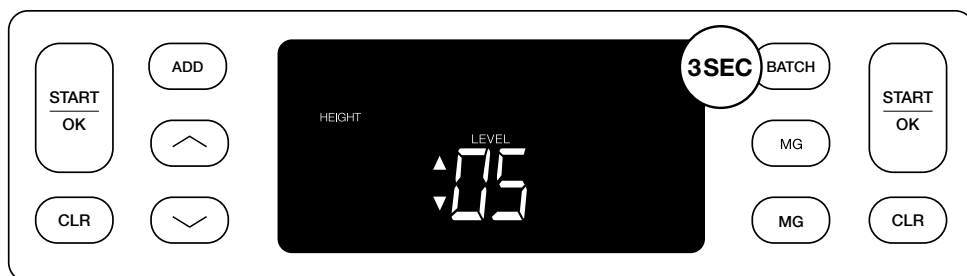 START
OK
CLR
ADD
HEIGHT
LEVEL
05
3SEC
BATCH
MG
MG
START
OK
CLR